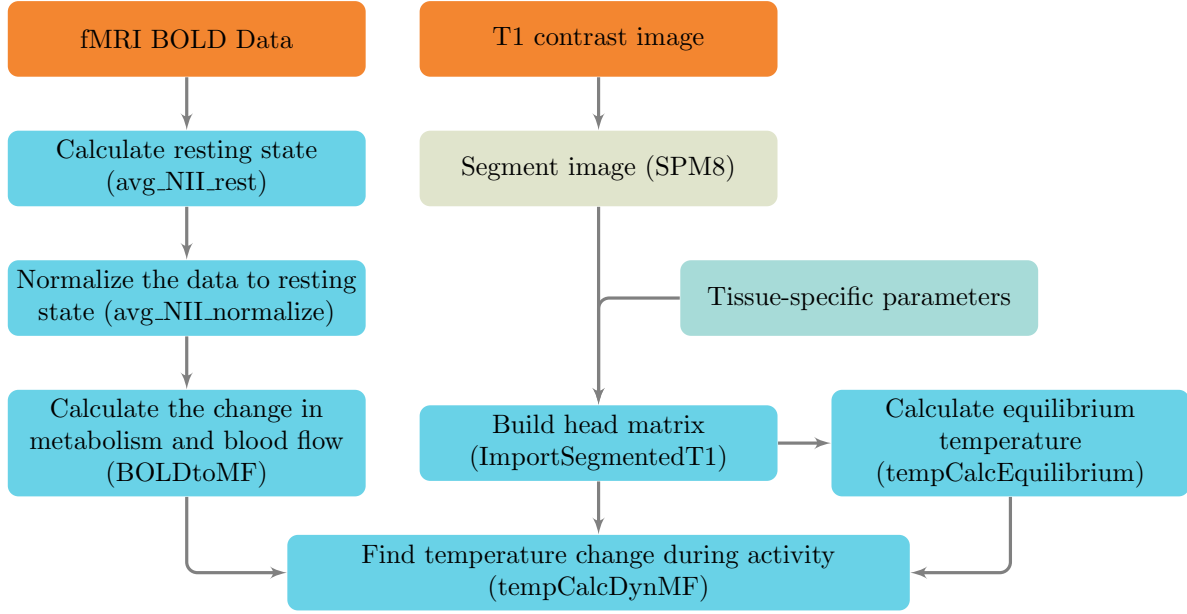 fMRI BOLD Data
T1 contrast image
Calculate resting state
(avg_NII_rest)
Segment image (SPM8)
Normalize the data to resting
state (avg_NII_normalize)
Tissue-specific parameters
Calculate the change in
metabolism and blood flow
(BOLDtoMF)
Build head matrix
(ImportSegmentedT1)
Calculate equilibrium
temperature
(tempCalcEquilibrium)
Find temperature change during activity
(tempCalcDynMF)